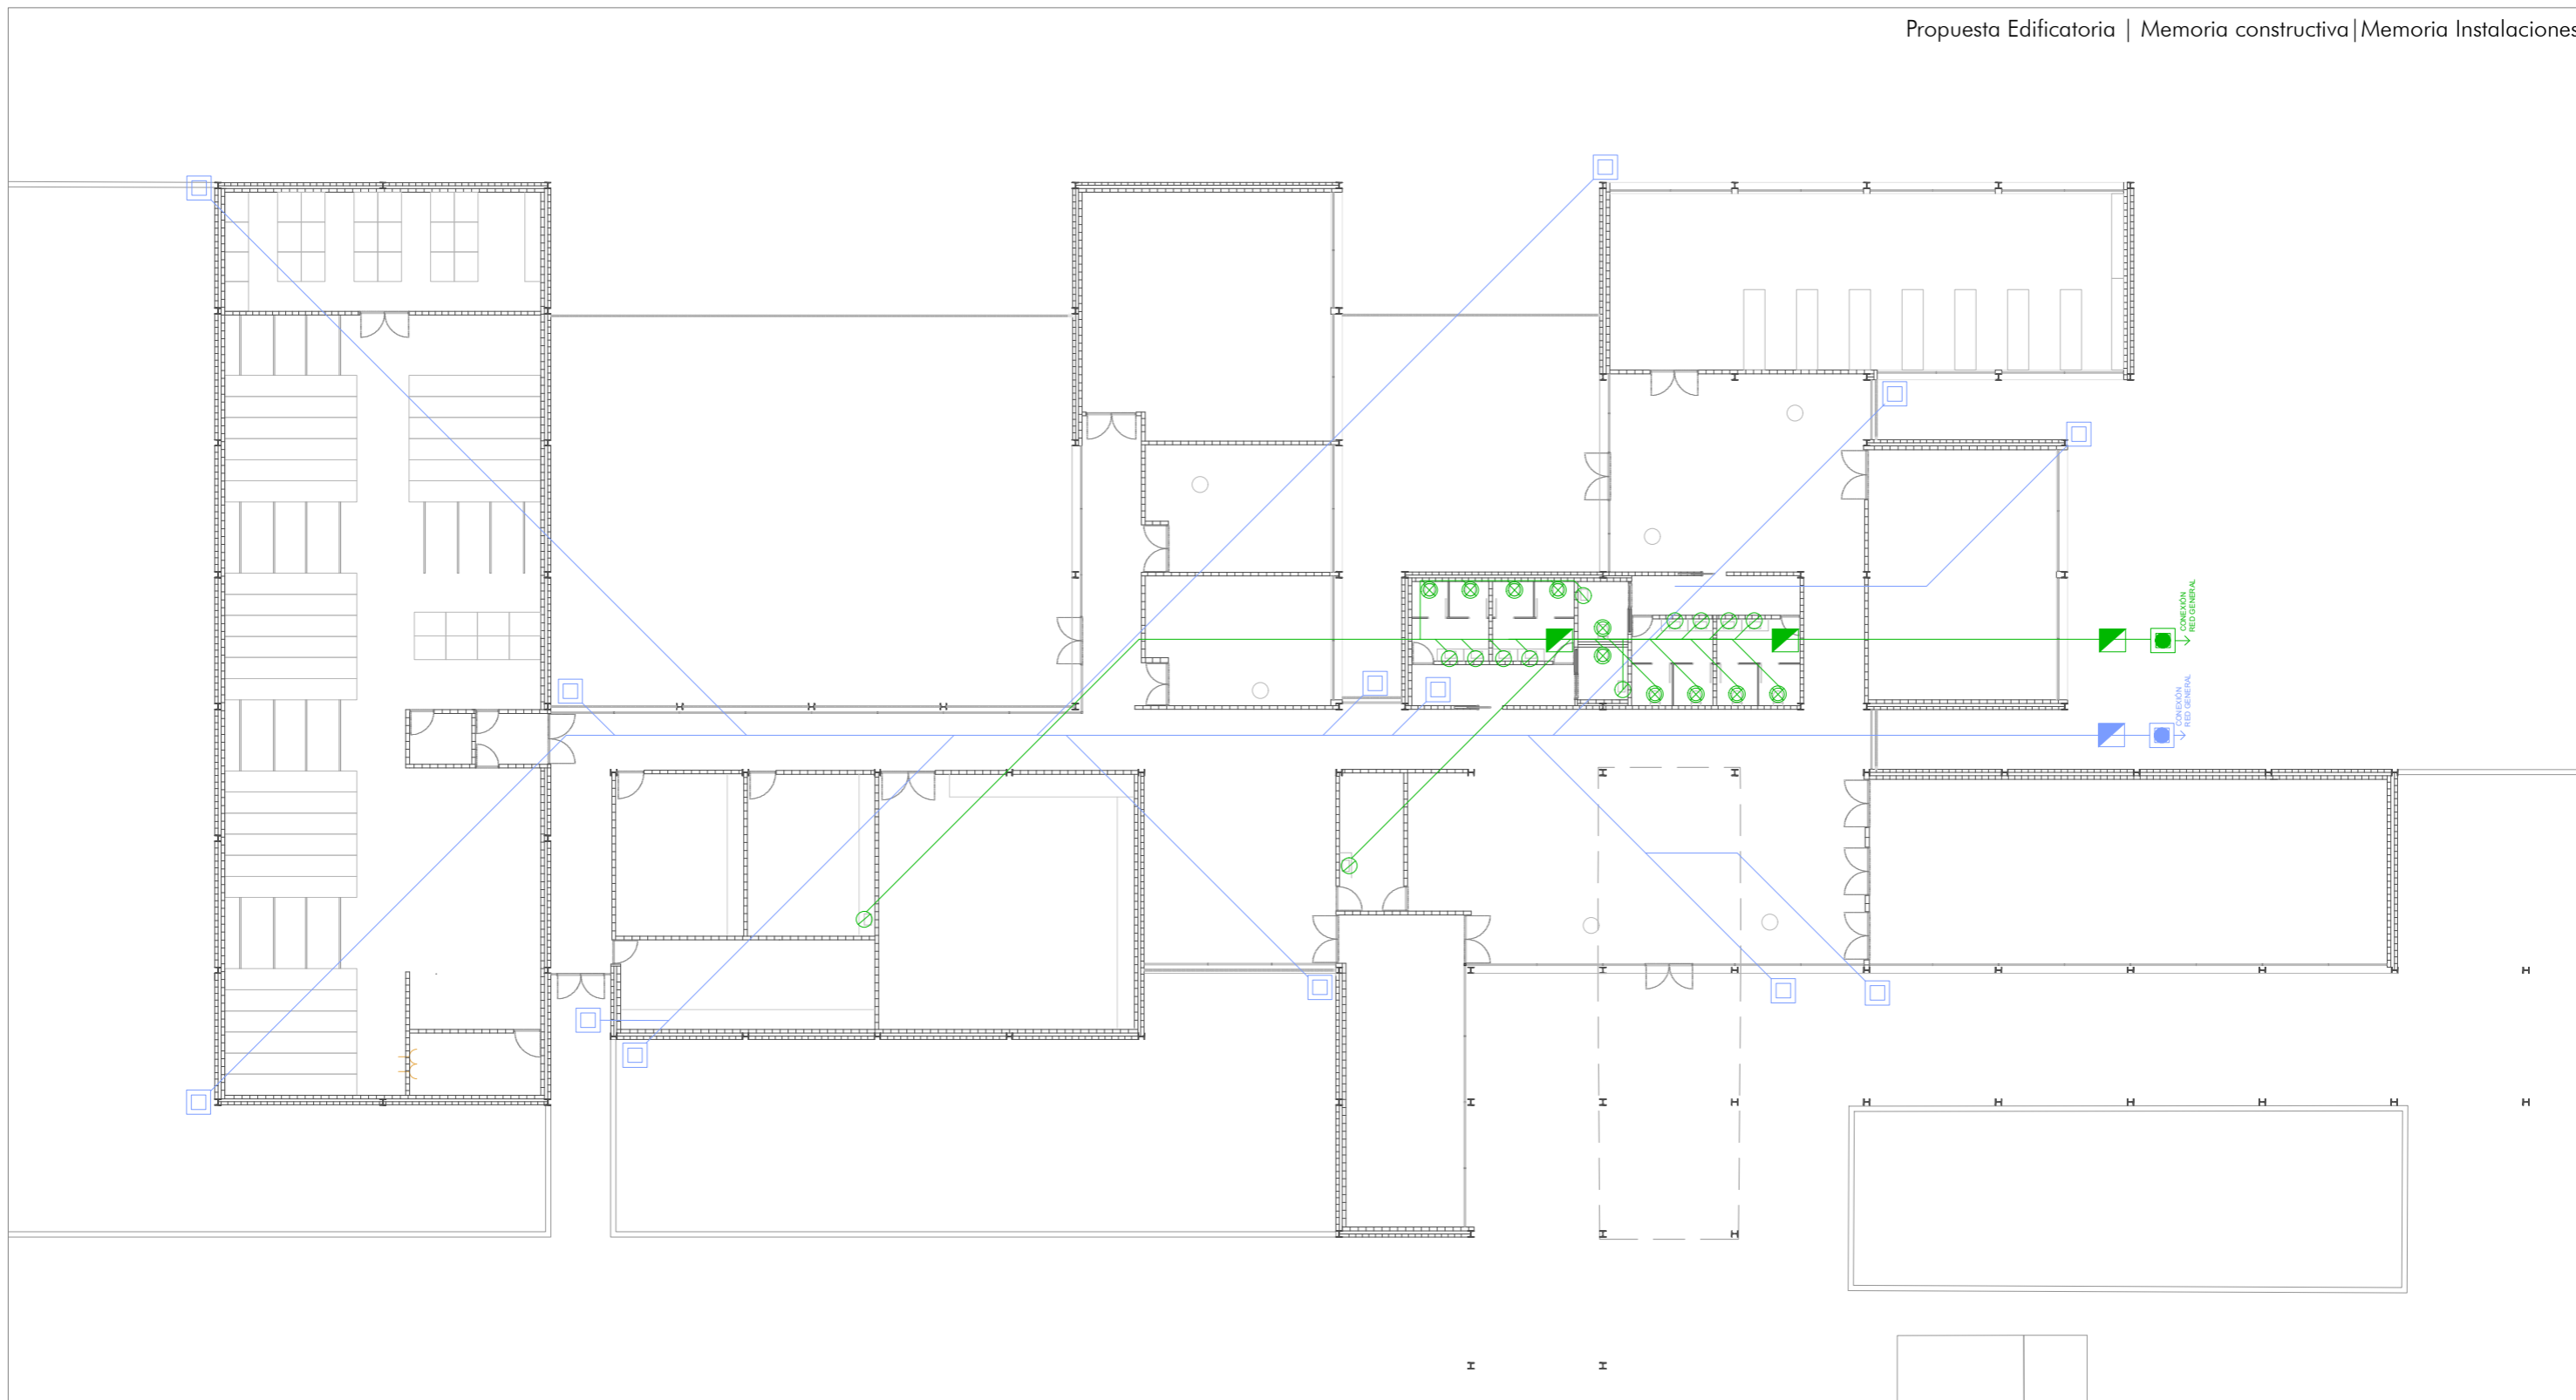 Propuesta Edificatoria | Memoria constructiva|Memoria Instalaciones
CONEXIÓN
RED GENERAL
CONEXIÓN
RED GENERAL